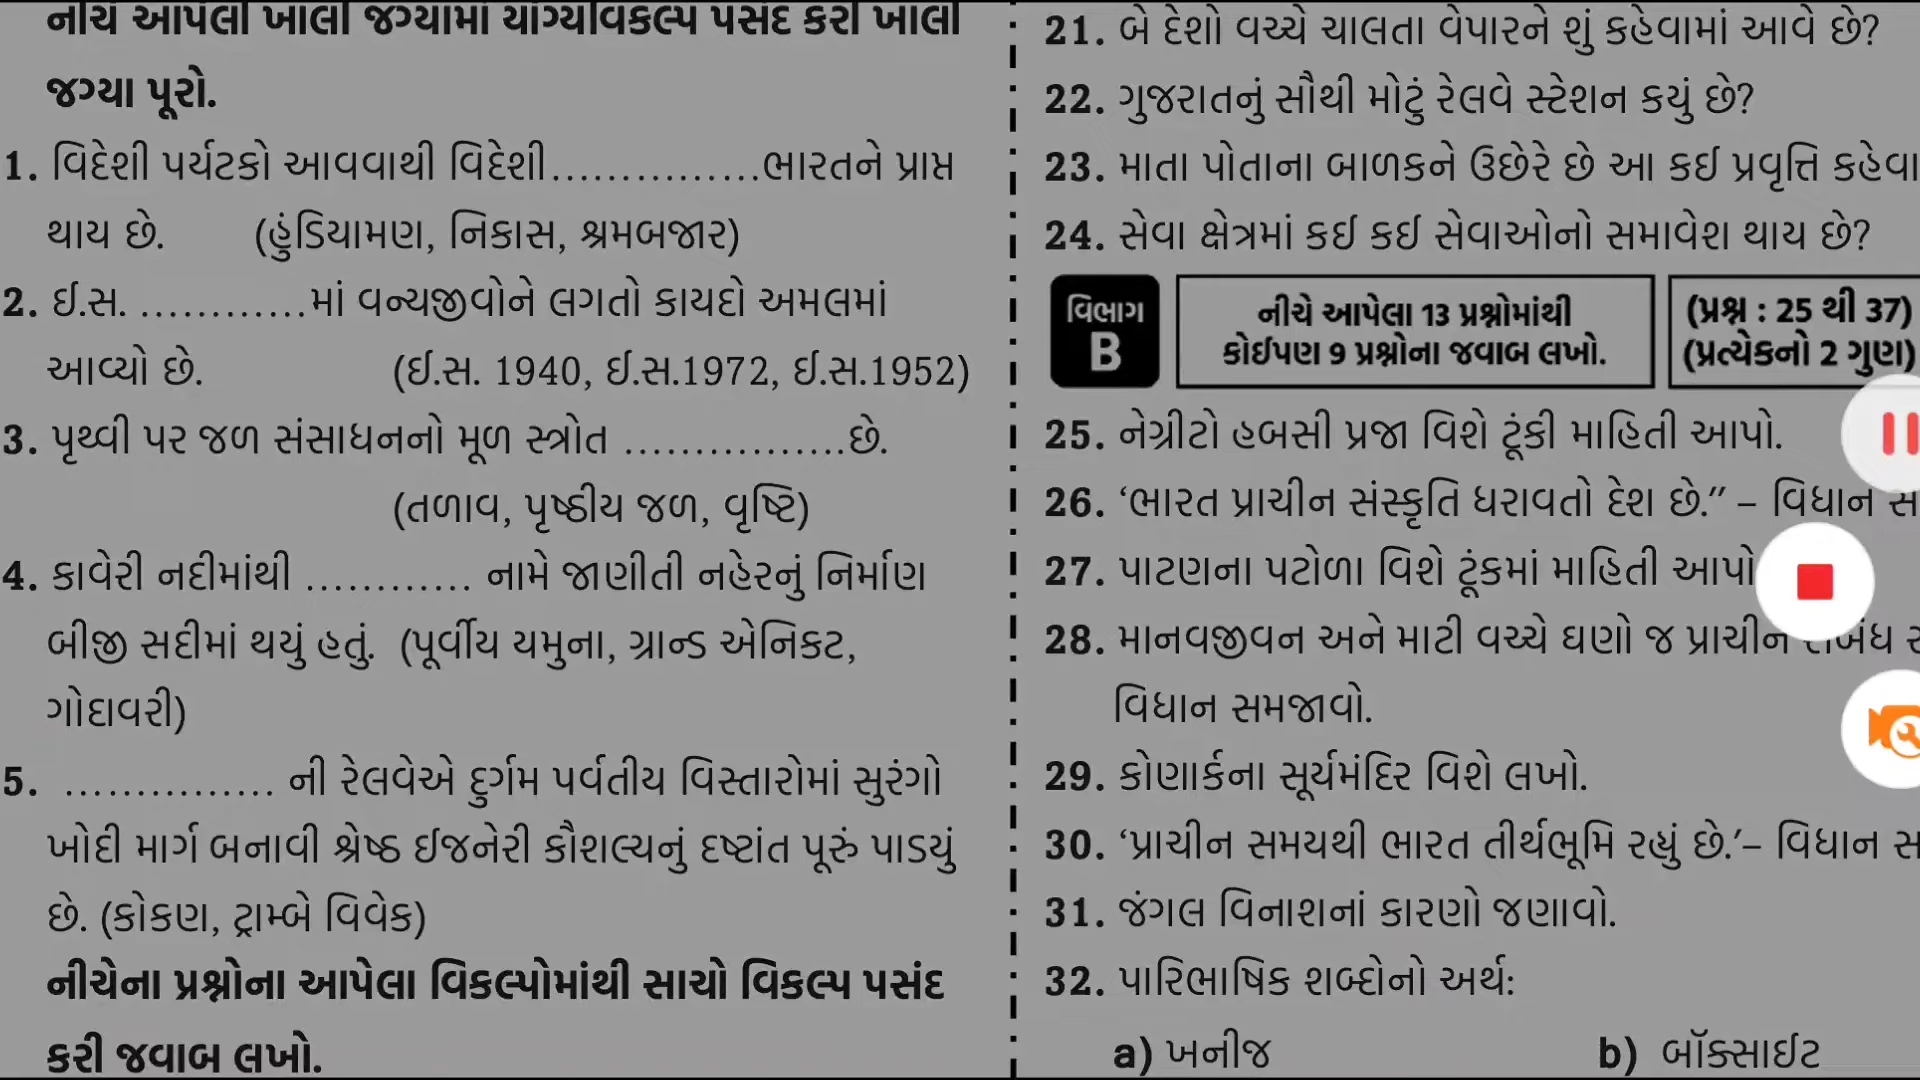 નીચે આપેલી ખાલી જગ્યામાં યોગ્યવિકલ્પ પસંદ કરી ખાલી
જગ્યા પૂરો.
1. વિદેશી પર્યટકો આવવાથી વિદેશી...............ભારતને પ્રાપ્ત
થાય છે. (હુંડિયામણ, નિકાસ, શ્રમબજાર)
2. ઈ.સ. ............માં વન્યજીવોને લગતો કાયદો અમલમાં
આવ્યો છે. (ઈ.સ. 1940, ઈ.સ.1972, ઈ.સ.1952)
3. પૃથ્વી પર જળ સંસાધનનો મૂળ સ્ત્રોત ................છે.
(તળાવ, પૃષ્ઠીય જળ, વૃષ્ટિ)
4. કાવેરી નદીમાંથી ............ નામે જાણીતી નહેરનું નિર્માણ
બીજી સદીમાં થયું હતું. (પૂર્વીય યમુના, ગ્રાન્ડ એનિકટ,
ગોદાવરી)
5. ............... ની રેલવેએ દુર્ગમ પર્વતીય વિસ્તારોમાં સુરંગો
ખોદી માર્ગ બનાવી શ્રેષ્ઠ ઈજનેરી કૌશલ્યનું દૃષ્ટાંત પૂરું પાડયું
છે. (કોકણ, ટ્રામ્બે વિવેક)
નીચેના પ્રશ્નોના આપેલા વિકલ્પોમાંથી સાચો વિકલ્પ પસંદ
કરી જવાબ લખો.
21. બે દેશો વચ્ચે ચાલતા વેપારને શું કહેવામાં આવે છે?
22. ગુજરાતનું સૌથી મોટું રેલવે સ્ટેશન કયું છે?
23. માતા પોતાના બાળકને ઉછેરે છે આ કઈ પ્રવૃત્તિ કહેવા
24. સેવા ક્ષેત્રમાં કઈ કઈ સેવાઓનો સમાવેશ થાય છે?
વિભાગ
B
નીચે આપેલા 13 પ્રશ્નોમાંથી
કોઈપણ 9 પ્રશ્નોના જવાબ લખો.
(પ્રશ્ન : 25 થી 37)
(પ્રત્યેકનો 2 ગુણ)
25. નેગ્રીટો હબસી પ્રજા વિશે ટૂંકી માહિતી આપો.
26. ‘ભારત પ્રાચીન સંસ્કૃતિ ધરાવતો દેશ છે.’’ – વિધાન સ
27. પાટણના પટોળા વિશે ટૂંકમાં માહિતી આપો
28. માનવજીવન અને માટી વચ્ચે ઘણો જ પ્રાચીન
વિધાન સમજાવો.
29. કોણાર્કના સૂર્યમંદિર વિશે લખો.
30. ‘પ્રાચીન સમયથી ભારત તીર્થભૂમિ રહ્યું છે.’– વિધાન સ
31. જંગલ વિનાશનાં કારણો જણાવો.
32. પારિભાષિક શબ્દોનો અર્થ:
a) ખનીજ b) બૉક્સાઈટ